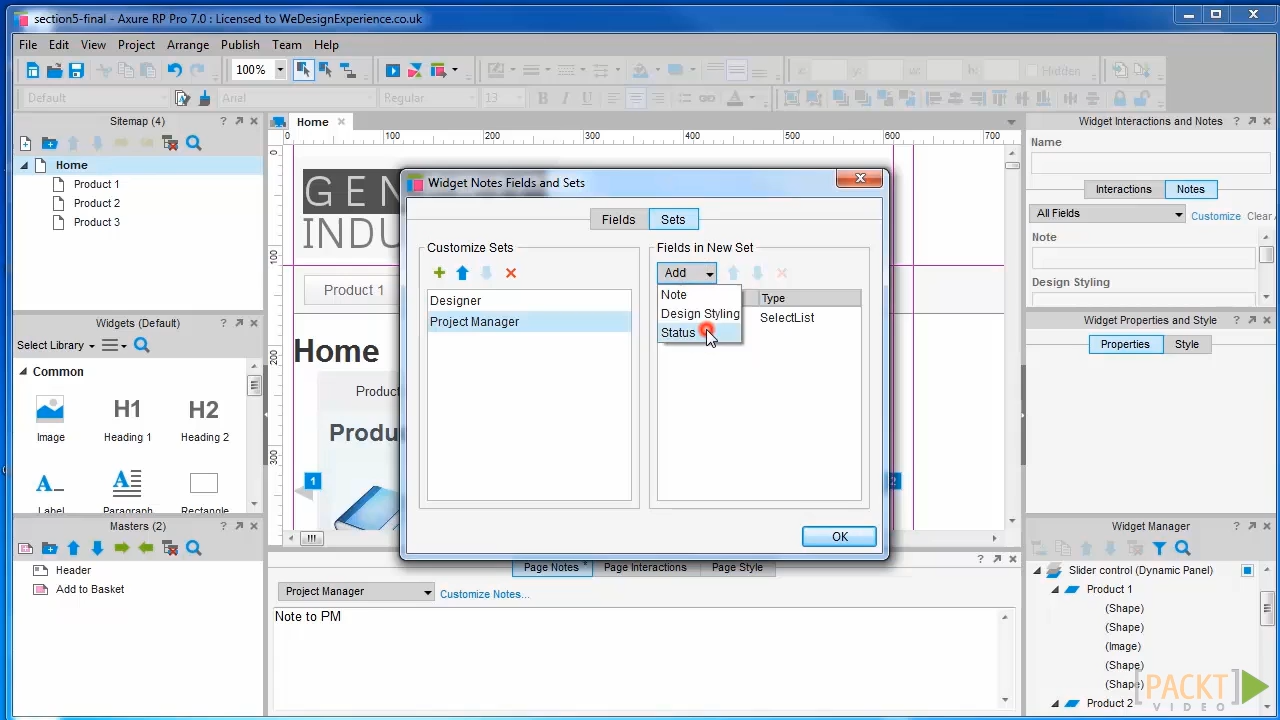 section5-final - Axure RP Pro 7.0 : Licensed to WeDesignExperience.co.uk
File Edit View Project Arrange Publish Team Help
100% x: y: w: h: Hidden
Default Arial Regular 13 B I U
Sitemap (4)
Home
Product 1
Product 2
Product 3
Widgets (Default)
Select Library
Common
Image
H1
Heading 1
H2
Heading 2
Label
Paragraph
Rectangle
Masters (2)
Header
Add to Basket
Home
0 100 200 300 400 500 600 700
0
100
200
300
GEN
INDU
Product 1
Home
Product
Produ
1
2
Widget Notes Fields and Sets
Fields Sets
Customize Sets
Designer
Project Manager
Fields in New Set
Add
Note
Design Styling
Status
Type
SelectList
OK
Page Notes * Page Interactions Page Style
Project Manager Customize Notes...
Note to PM
Widget Interactions and Notes
Name
Interactions Notes
All Fields Customize Clear A
Note
Design Styling
Widget Properties and Style
Properties Style
Widget Manager
Slider control (Dynamic Panel)
Product 1
(Shape)
(Shape)
(Image)
(Shape)
(Shap
Product 2
[PACKT]
VIDEO